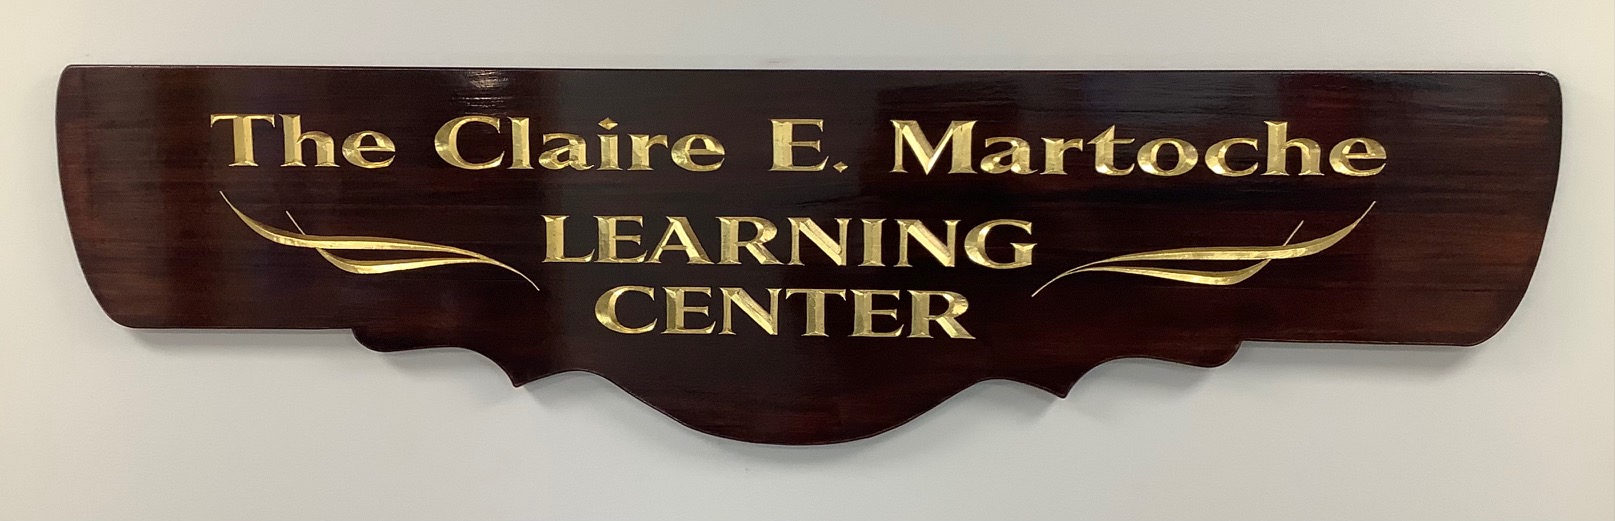 The Claire E. Martoche
LEARNING
CENTER